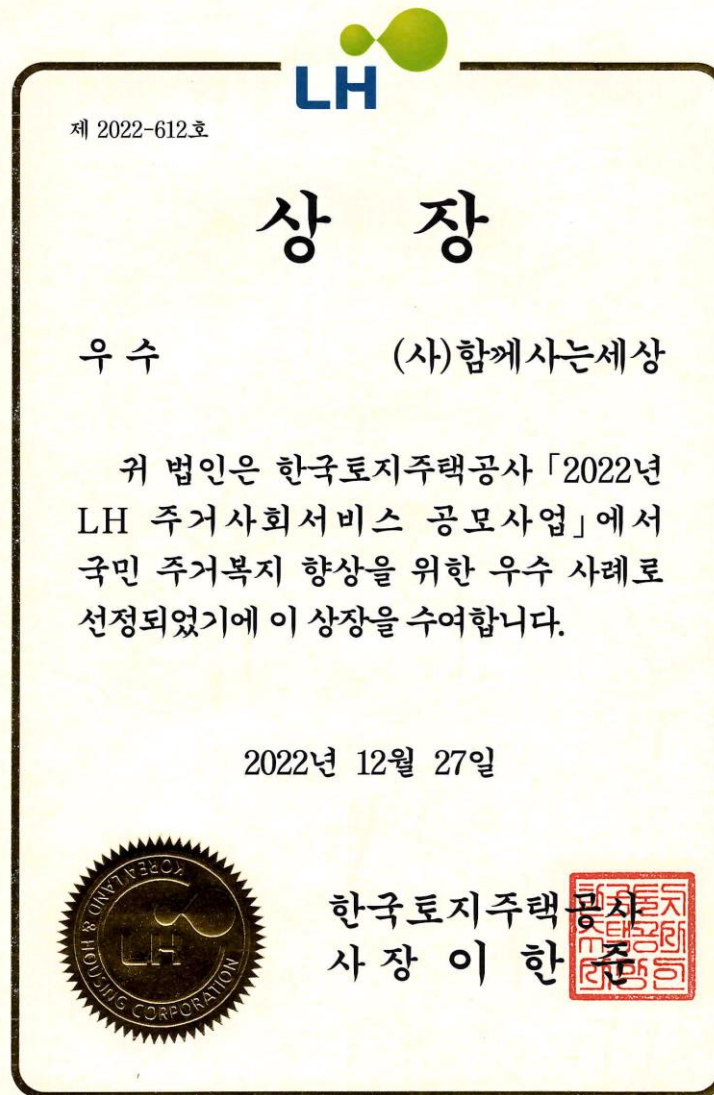 LH
제 2022-612호
상 장
우 수 (사)함께사는세상
귀 법인은 한국토지주택공사 「2022년
LH 주거사회서비스 공모사업」에서
국민 주거복지 향상을 위한 우수 사례로
선정되었기에 이 상장을 수여합니다.
2022년 12월 27일
한국토지주택공사
사 장 이 한 준
KOREA LAND & HOUSING CORPORATION
LH